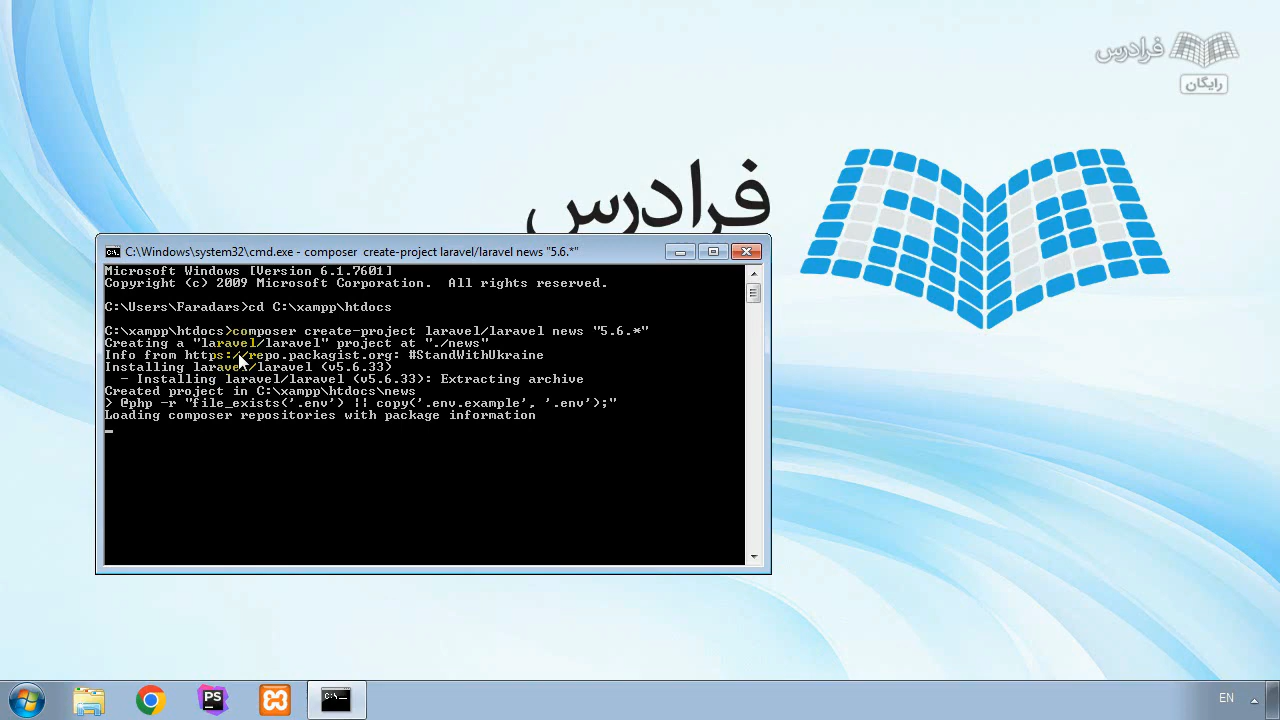 فرادرس
رایگان
فرادرس
C:\Windows\system32\cmd.exe - composer  create-project laravel/laravel news "5.6.*"
Microsoft Windows [Version 6.1.7601]
Copyright (c) 2009 Microsoft Corporation.  All rights reserved.
C:\Users\Faradars>cd C:\xampp\htdocs
C:\xampp\htdocs>composer create-project laravel/laravel news "5.6.*"
Creating a "laravel/laravel" project at "./news"
Info from https://repo.packagist.org: #StandWithUkraine
Installing laravel/laravel (v5.6.33)
  - Installing laravel/laravel (v5.6.33): Extracting archive
Created project in C:\xampp\htdocs\news
> @php -r "file_exists('.env') || copy('.env.example', '.env');"
Loading composer repositories with package information
PS
C:\_
EN